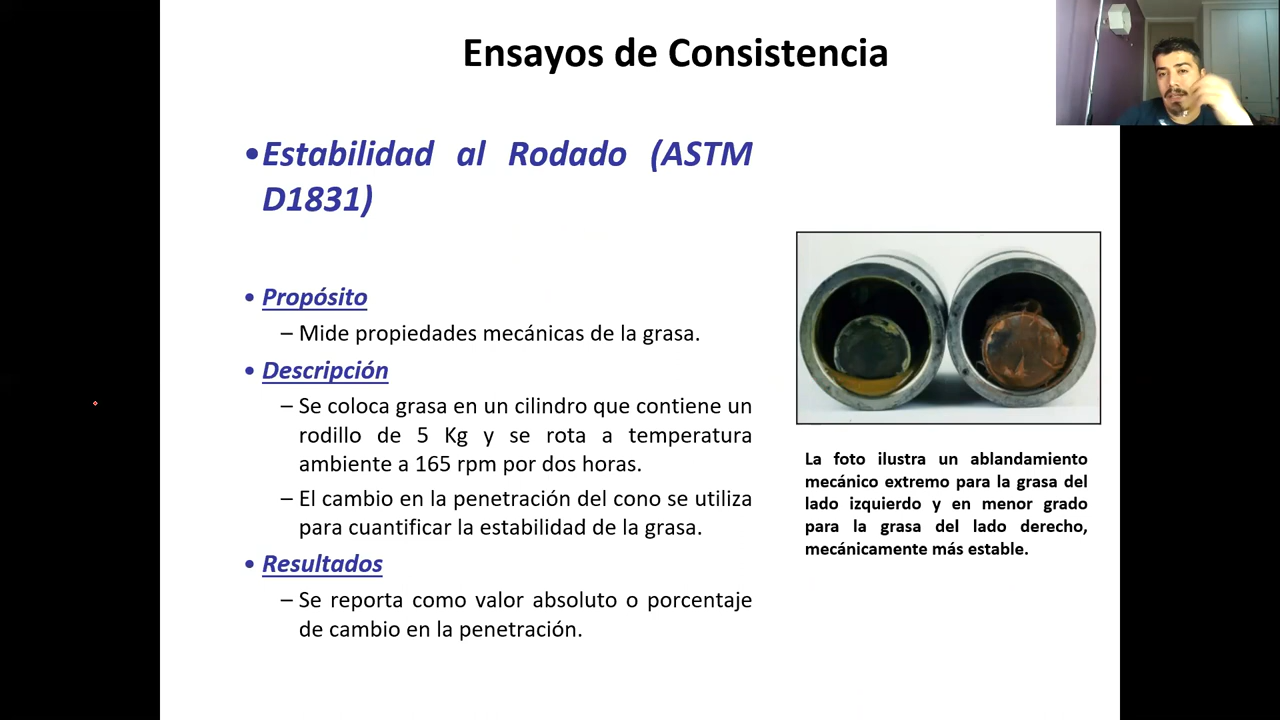 Ensayos de Consistencia
•Estabilidad al Rodado (ASTM
D1831)
• Propósito
– Mide propiedades mecánicas de la grasa.
• Descripción
– Se coloca grasa en un cilindro que contiene un
rodillo de 5 Kg y se rota a temperatura
ambiente a 165 rpm por dos horas.
– El cambio en la penetración del cono se utiliza
para cuantificar la estabilidad de la grasa.
• Resultados
– Se reporta como valor absoluto o porcentaje
de cambio en la penetración.
La foto ilustra un ablandamiento
mecánico extremo para la grasa del
lado izquierdo y en menor grado
para la grasa del lado derecho,
mecánicamente más estable.